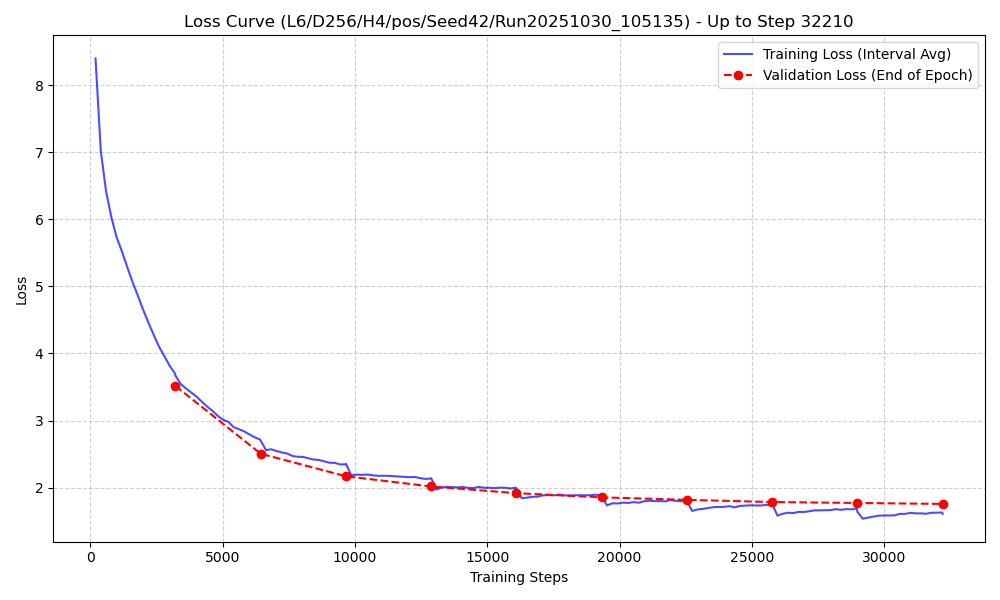 Loss Curve (L6/D256/H4/pos/Seed42/Run20251030_105135) - Up to Step 32210
Training Loss (Interval Avg)
Validation Loss (End of Epoch)
Loss
8
7
6
5
4
3
2
0
5000
10000
15000
20000
25000
30000
Training Steps